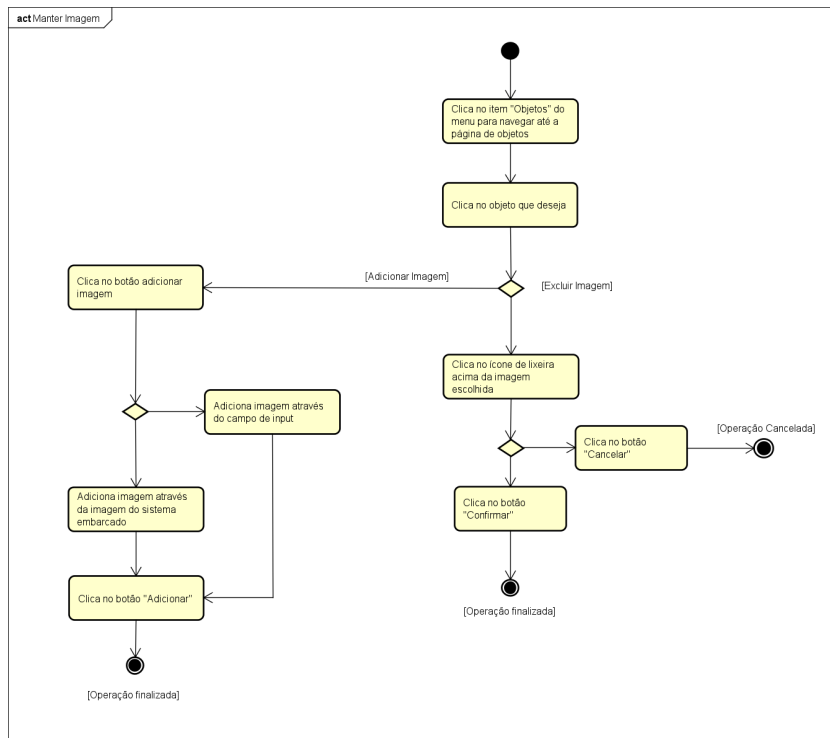 act Manter Imagem
Clica no item "Objetos" do
menu para navegar até a
página de objetos
Clica no objeto que deseja
[Adicionar Imagem]
[Excluir Imagem]
Clica no botão adicionar
imagem
Clica no ícone de lixeira
acima da imagem
escolhida
Adiciona imagem através
do campo de input
[Operação Cancelada]
Clica no botão
"Cancelar"
Adiciona imagem através
da imagem do sistema
embarcado
Clica no botão
"Confirmar"
Clica no botão "Adicionar"
[Operação finalizada]
[Operação finalizada]